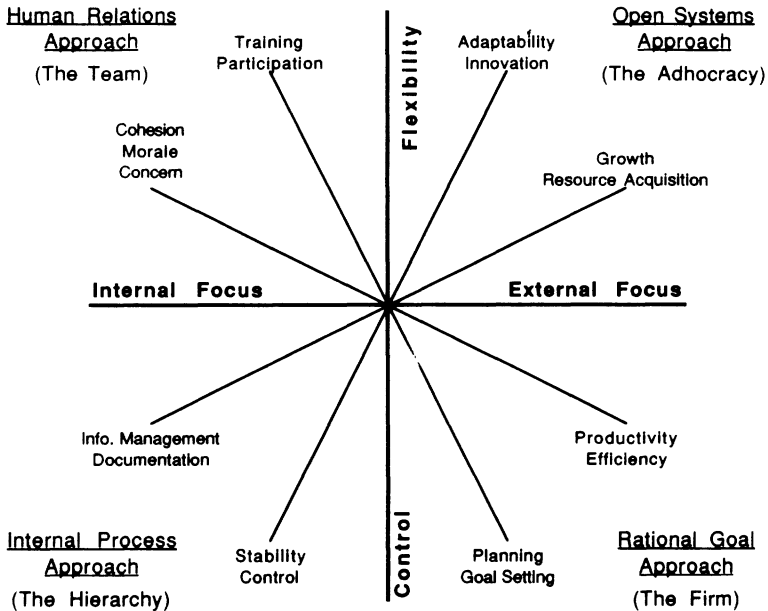 Human Relations
Approach
(The Team)
Training
Participation
Flexibility
Adaptability
Innovation
Open Systems
Approach
(The Adhocracy)
Cohesion
Morale
Concern
Growth
Resource Acquisition
Internal Focus
External Focus
Info. Management
Documentation
Productivity
Efficiency
Internal Process
Approach
(The Hierarchy)
Stability
Control
Control
Planning
Goal Setting
Rational Goal
Approach
(The Firm)